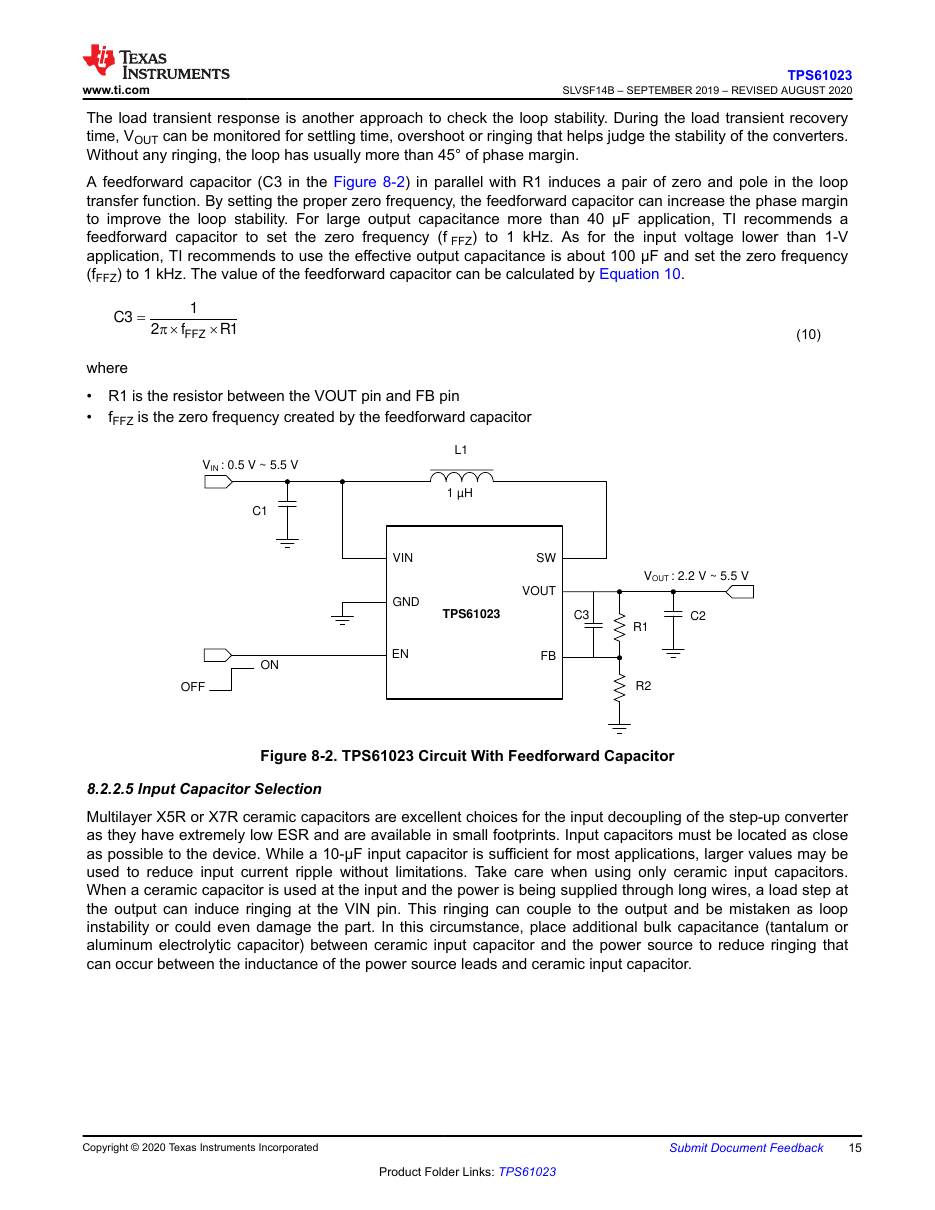 TEXAS
INSTRUMENTS
www.ti.com
TPS61023
SLVSF14B – SEPTEMBER 2019 – REVISED AUGUST 2020
The load transient response is another approach to check the loop stability. During the load transient recovery
time, VOUT can be monitored for settling time, overshoot or ringing that helps judge the stability of the converters.
Without any ringing, the loop has usually more than 45° of phase margin.
A feedforward capacitor (C3 in the Figure 8-2) in parallel with R1 induces a pair of zero and pole in the loop
transfer function. By setting the proper zero frequency, the feedforward capacitor can increase the phase margin
to improve the loop stability. For large output capacitance more than 40 μF application, TI recommends a
feedforward capacitor to set the zero frequency (f FFZ) to 1 kHz. As for the input voltage lower than 1-V
application, TI recommends to use the effective output capacitance is about 100 μF and set the zero frequency
(fFFZ) to 1 kHz. The value of the feedforward capacitor can be calculated by Equation 10.
C3 = 1 / 2π × fFFZ × R1
(10)
where
• R1 is the resistor between the VOUT pin and FB pin
• fFFZ is the zero frequency created by the feedforward capacitor
L1
VIN : 0.5 V ~ 5.5 V
1 µH
C1
VIN
SW
VOUT : 2.2 V ~ 5.5 V
VOUT
GND
TPS61023
C3
R1
C2
EN
FB
ON
OFF
R2
Figure 8-2. TPS61023 Circuit With Feedforward Capacitor
8.2.2.5 Input Capacitor Selection
Multilayer X5R or X7R ceramic capacitors are excellent choices for the input decoupling of the step-up converter
as they have extremely low ESR and are available in small footprints. Input capacitors must be located as close
as possible to the device. While a 10-μF input capacitor is sufficient for most applications, larger values may be
used to reduce input current ripple without limitations. Take care when using only ceramic input capacitors.
When a ceramic capacitor is used at the input and the power is being supplied through long wires, a load step at
the output can induce ringing at the VIN pin. This ringing can couple to the output and be mistaken as loop
instability or could even damage the part. In this circumstance, place additional bulk capacitance (tantalum or
aluminum electrolytic capacitor) between ceramic input capacitor and the power source to reduce ringing that
can occur between the inductance of the power source leads and ceramic input capacitor.
Copyright © 2020 Texas Instruments Incorporated
Submit Document Feedback
15
Product Folder Links: TPS61023